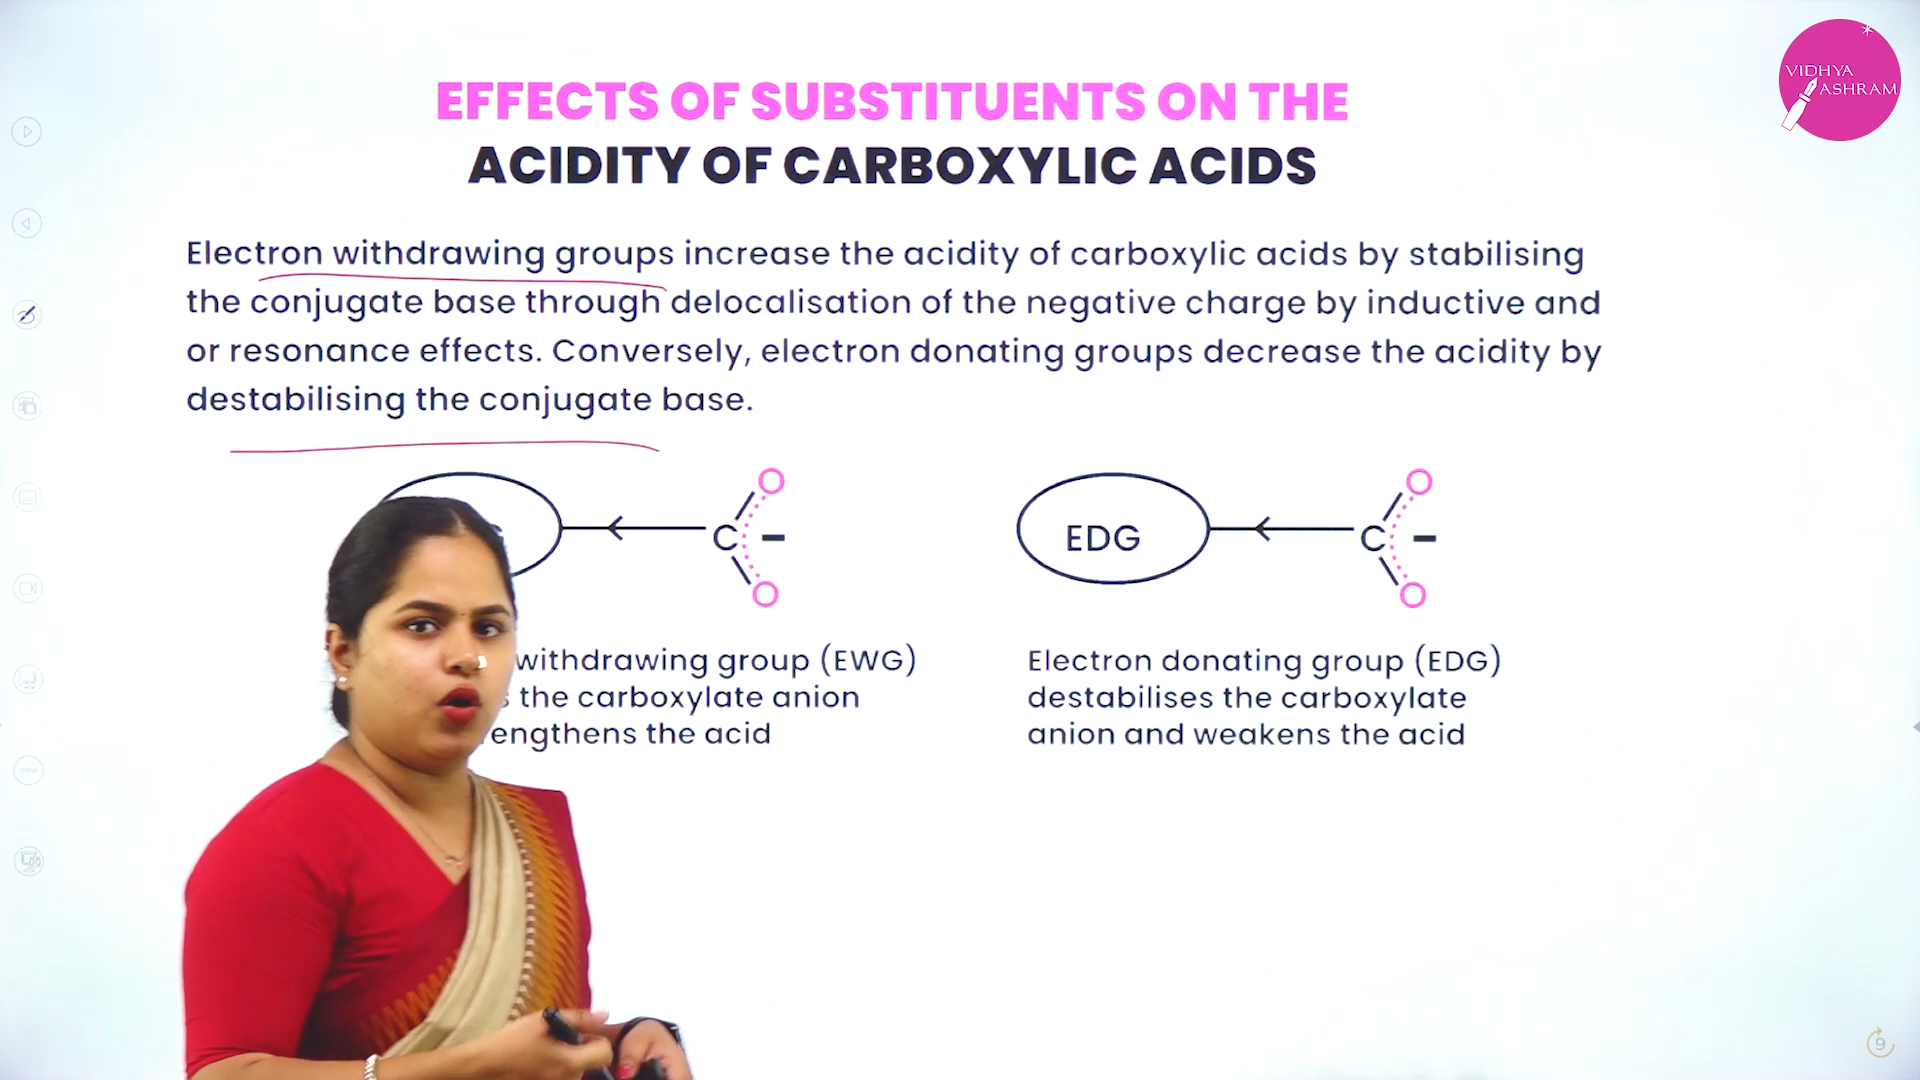 VIDHYA
ASHRAM
EFFECTS OF SUBSTITUENTS ON THE
ACIDITY OF CARBOXYLIC ACIDS
Electron withdrawing groups increase the acidity of carboxylic acids by stabilising
the conjugate base through delocalisation of the negative charge by inductive and
or resonance effects. Conversely, electron donating groups decrease the acidity by
destabilising the conjugate base.
O
C -
O
EDG
O
C -
O
withdrawing group (EWG)
the carboxylate anion
the acid
Electron donating group (EDG)
destabilises the carboxylate
anion and weakens the acid
9